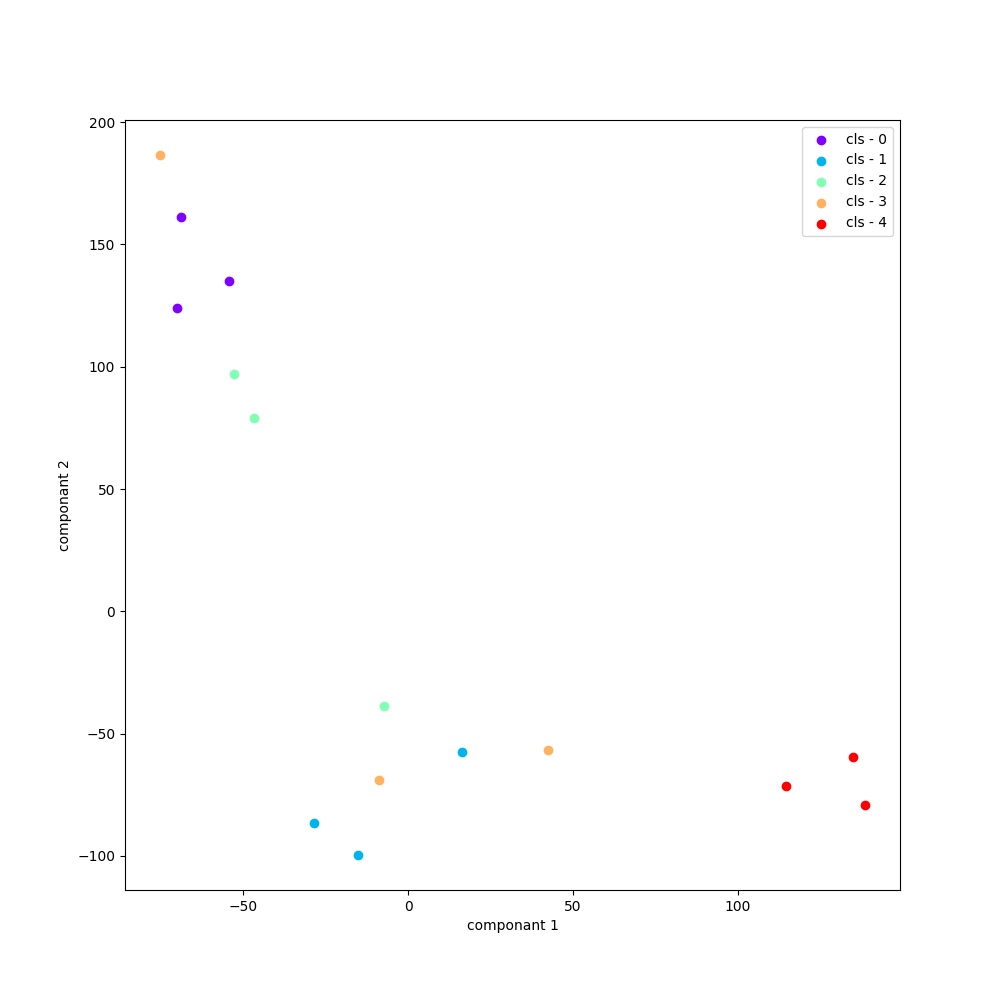 200
150
100
50
0
−50
−100
−50
0
50
100
componant 1
componant 2
cls - 0
cls - 1
cls - 2
cls - 3
cls - 4